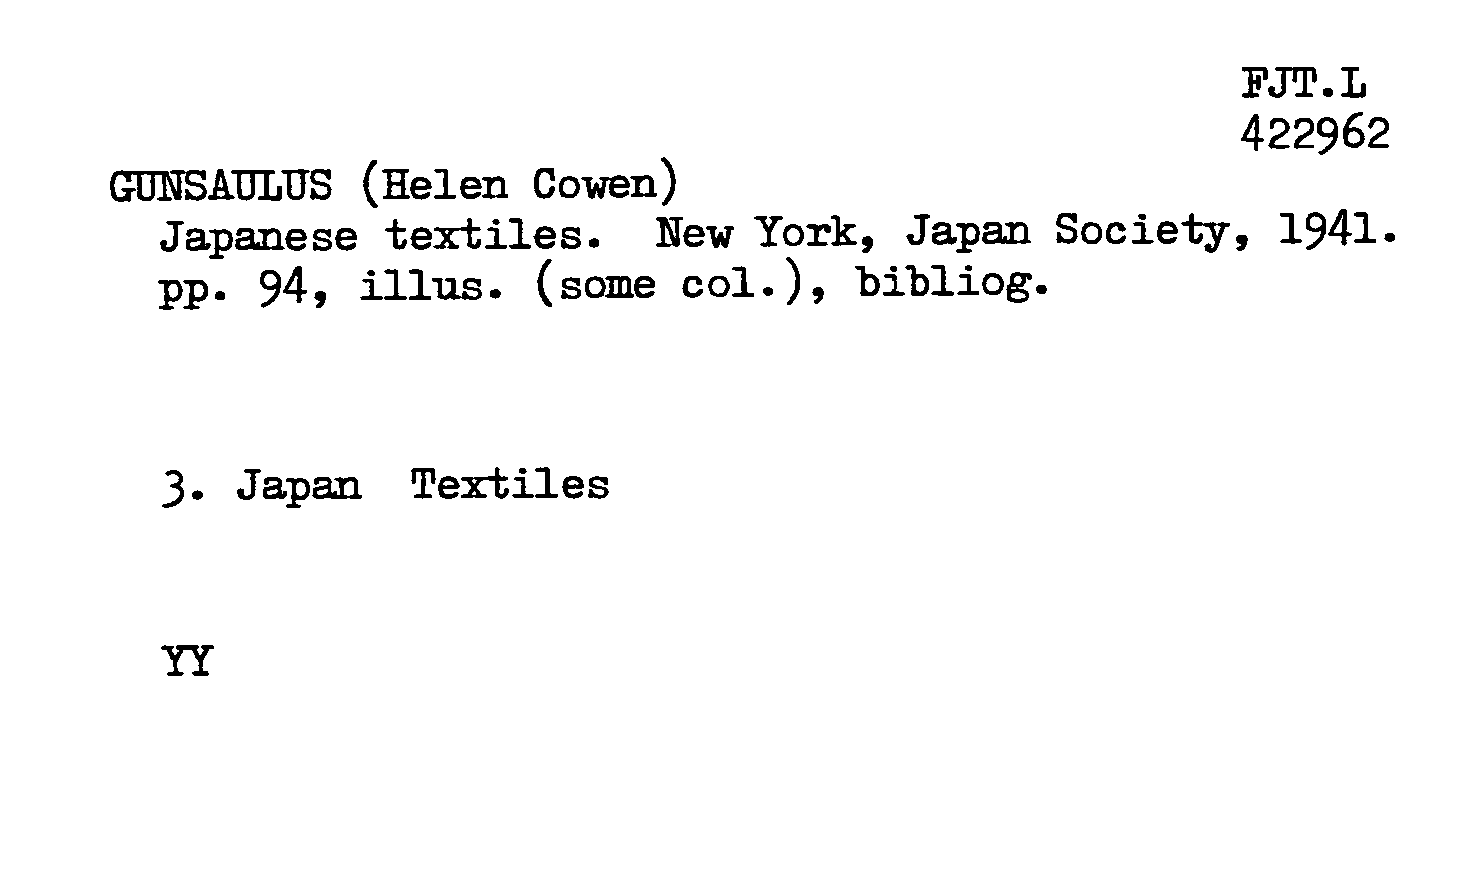 FJT.L
422962
GUNSAULUS (Helen Cowen)
Japanese textiles. New York, Japan Society, 1941.
pp. 94, illus. (some col.), bibliog.
3. Japan Textiles
YY